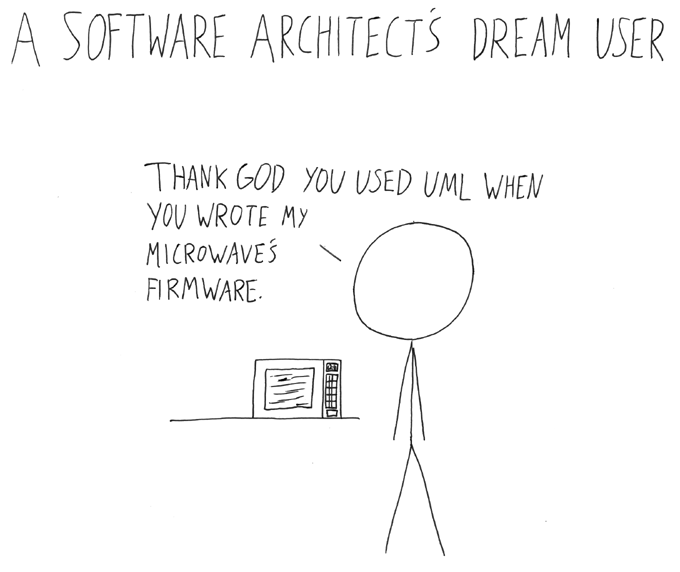 A SOFTWARE ARCHITECT'S DREAM USER
THANK GOD YOU USED UML WHEN
YOU WROTE MY
MICROWAVE'S
FIRMWARE.